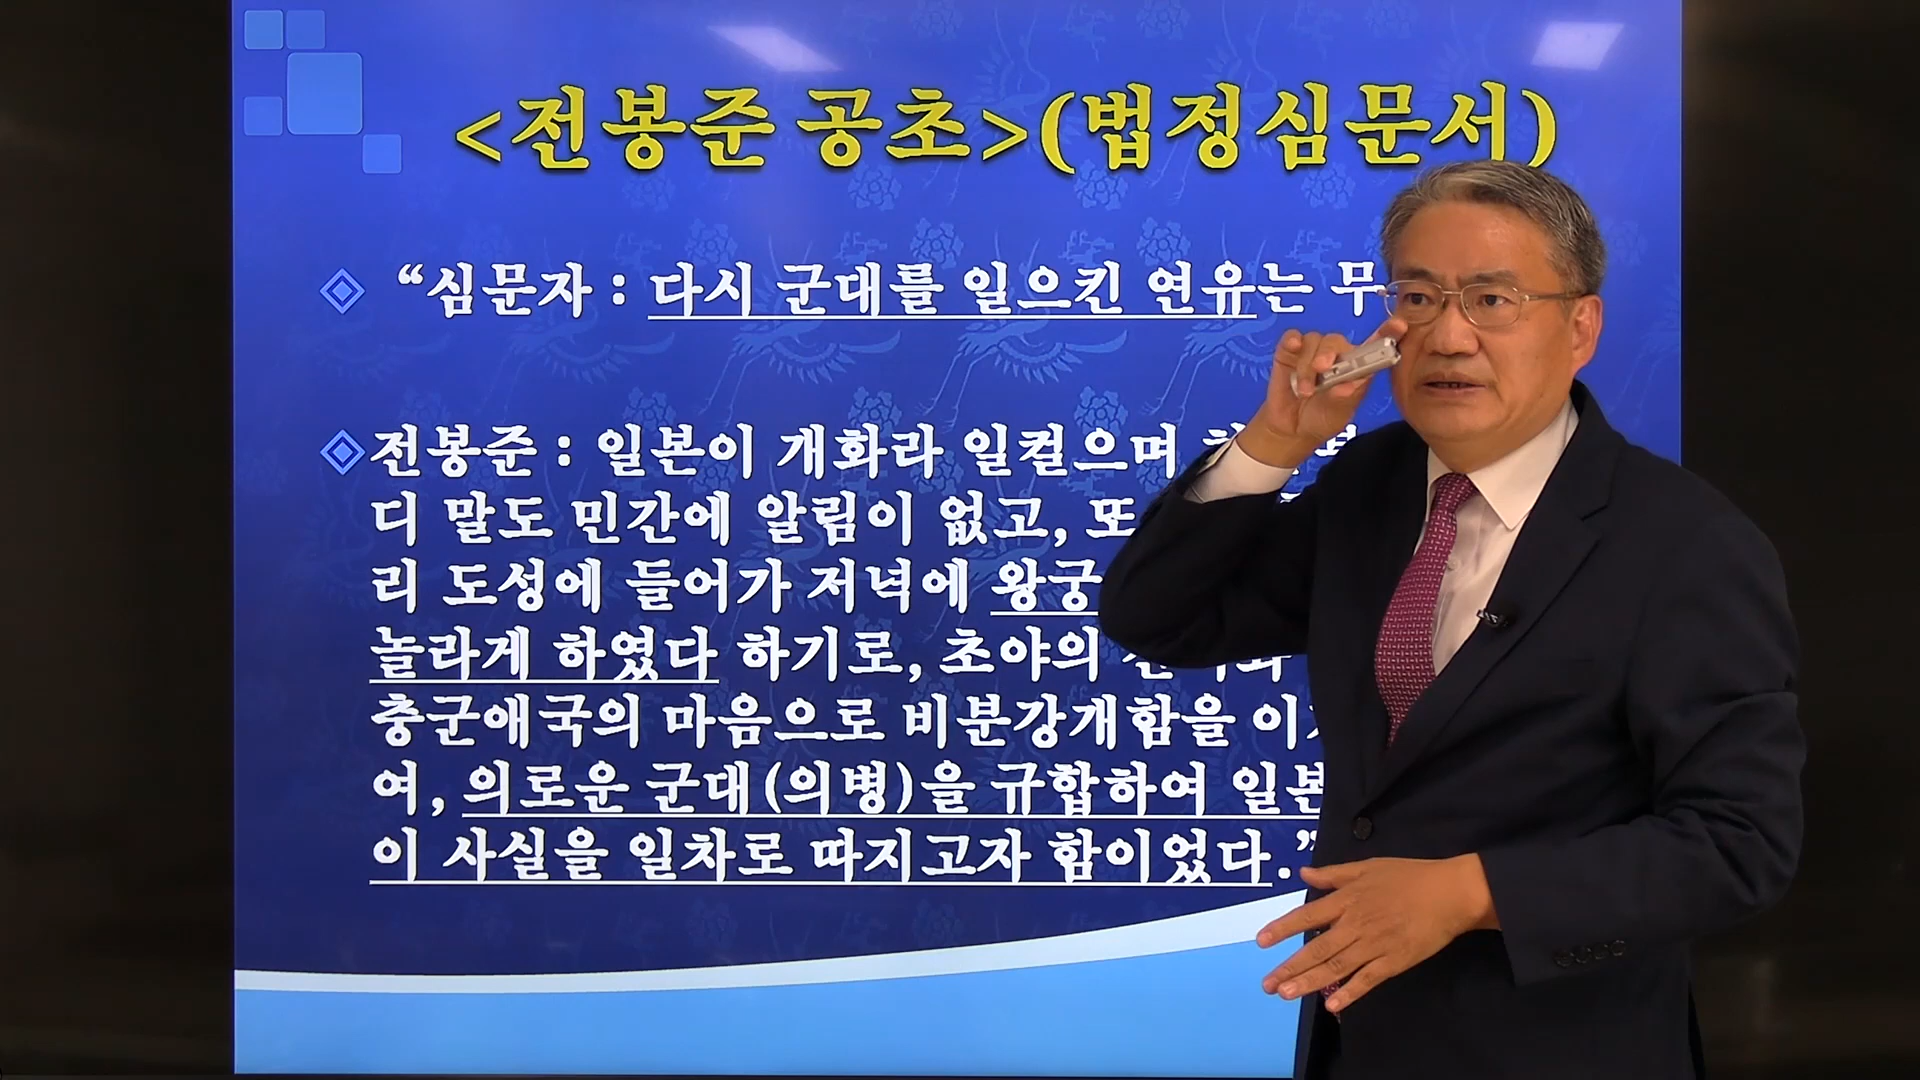 <전봉준 공초>(법정심문서)
“심문자 : 다시 군대를 일으킨 연유는
전봉준 : 일본이 개화라 일컬으며
디 말도 민간에 알림이 없고, 또
리 도성에 들어가 저녁에 왕궁
놀라게 하였다 하기로, 초야의
충군애국의 마음으로 비분강개함을
여, 의로운 군대(의병)을 규합하여
이 사실을 일차로 따지고자 함이었다.”